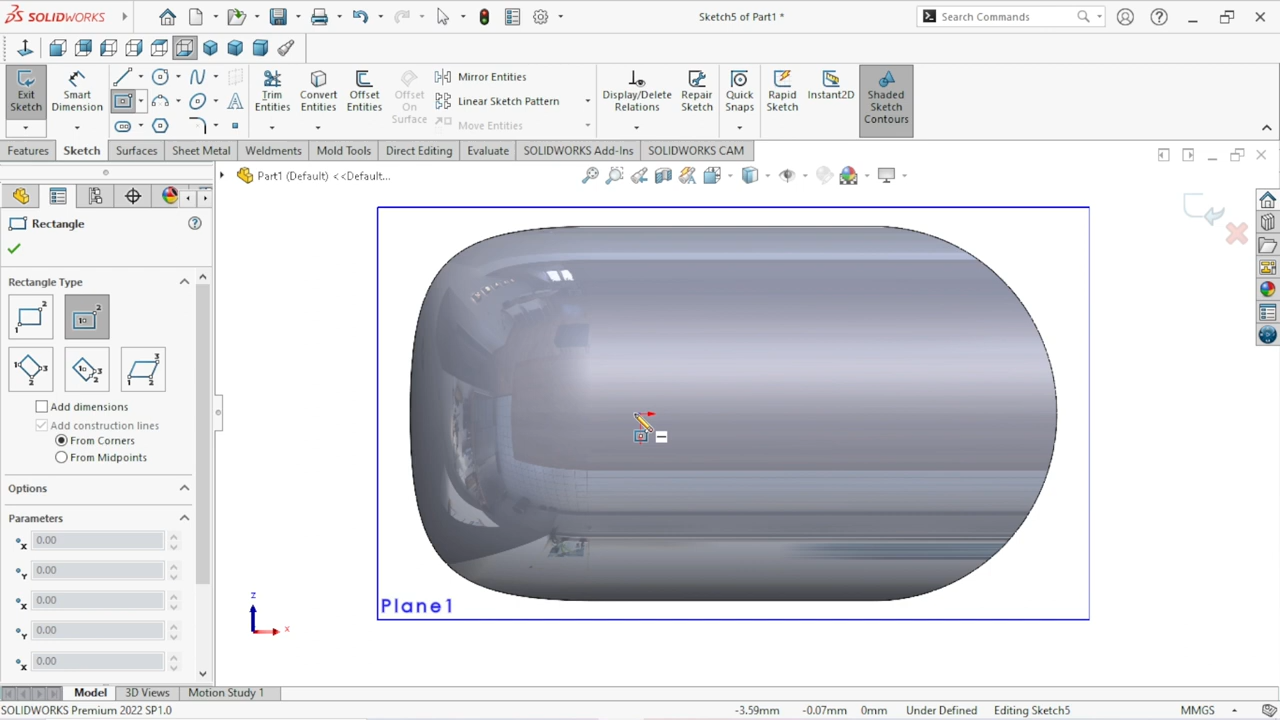 SOLIDWORKS
Sketch5 of Part1 *
Search Commands
Exit Sketch
Smart Dimension
Trim Entities
Convert Entities
Offset Entities
Offset On Surface
Mirror Entities
Linear Sketch Pattern
Move Entities
Display/Delete Relations
Repair Sketch
Quick Snaps
Rapid Sketch
Instant2D
Shaded Sketch Contours
Features
Sketch
Surfaces
Sheet Metal
Weldments
Mold Tools
Direct Editing
Evaluate
SOLIDWORKS Add-Ins
SOLIDWORKS CAM
Part1 (Default) <<Default...
Rectangle
Rectangle Type
Add dimensions
Add construction lines
From Corners
From Midpoints
Options
Parameters
x 0.00
Y 0.00
x 0.00
Y 0.00
x 0.00
Plane1
z
x
Model
3D Views
Motion Study 1
SOLIDWORKS Premium 2022 SP1.0
-3.59mm
-0.07mm
0mm
Under Defined
Editing Sketch5
MMGS